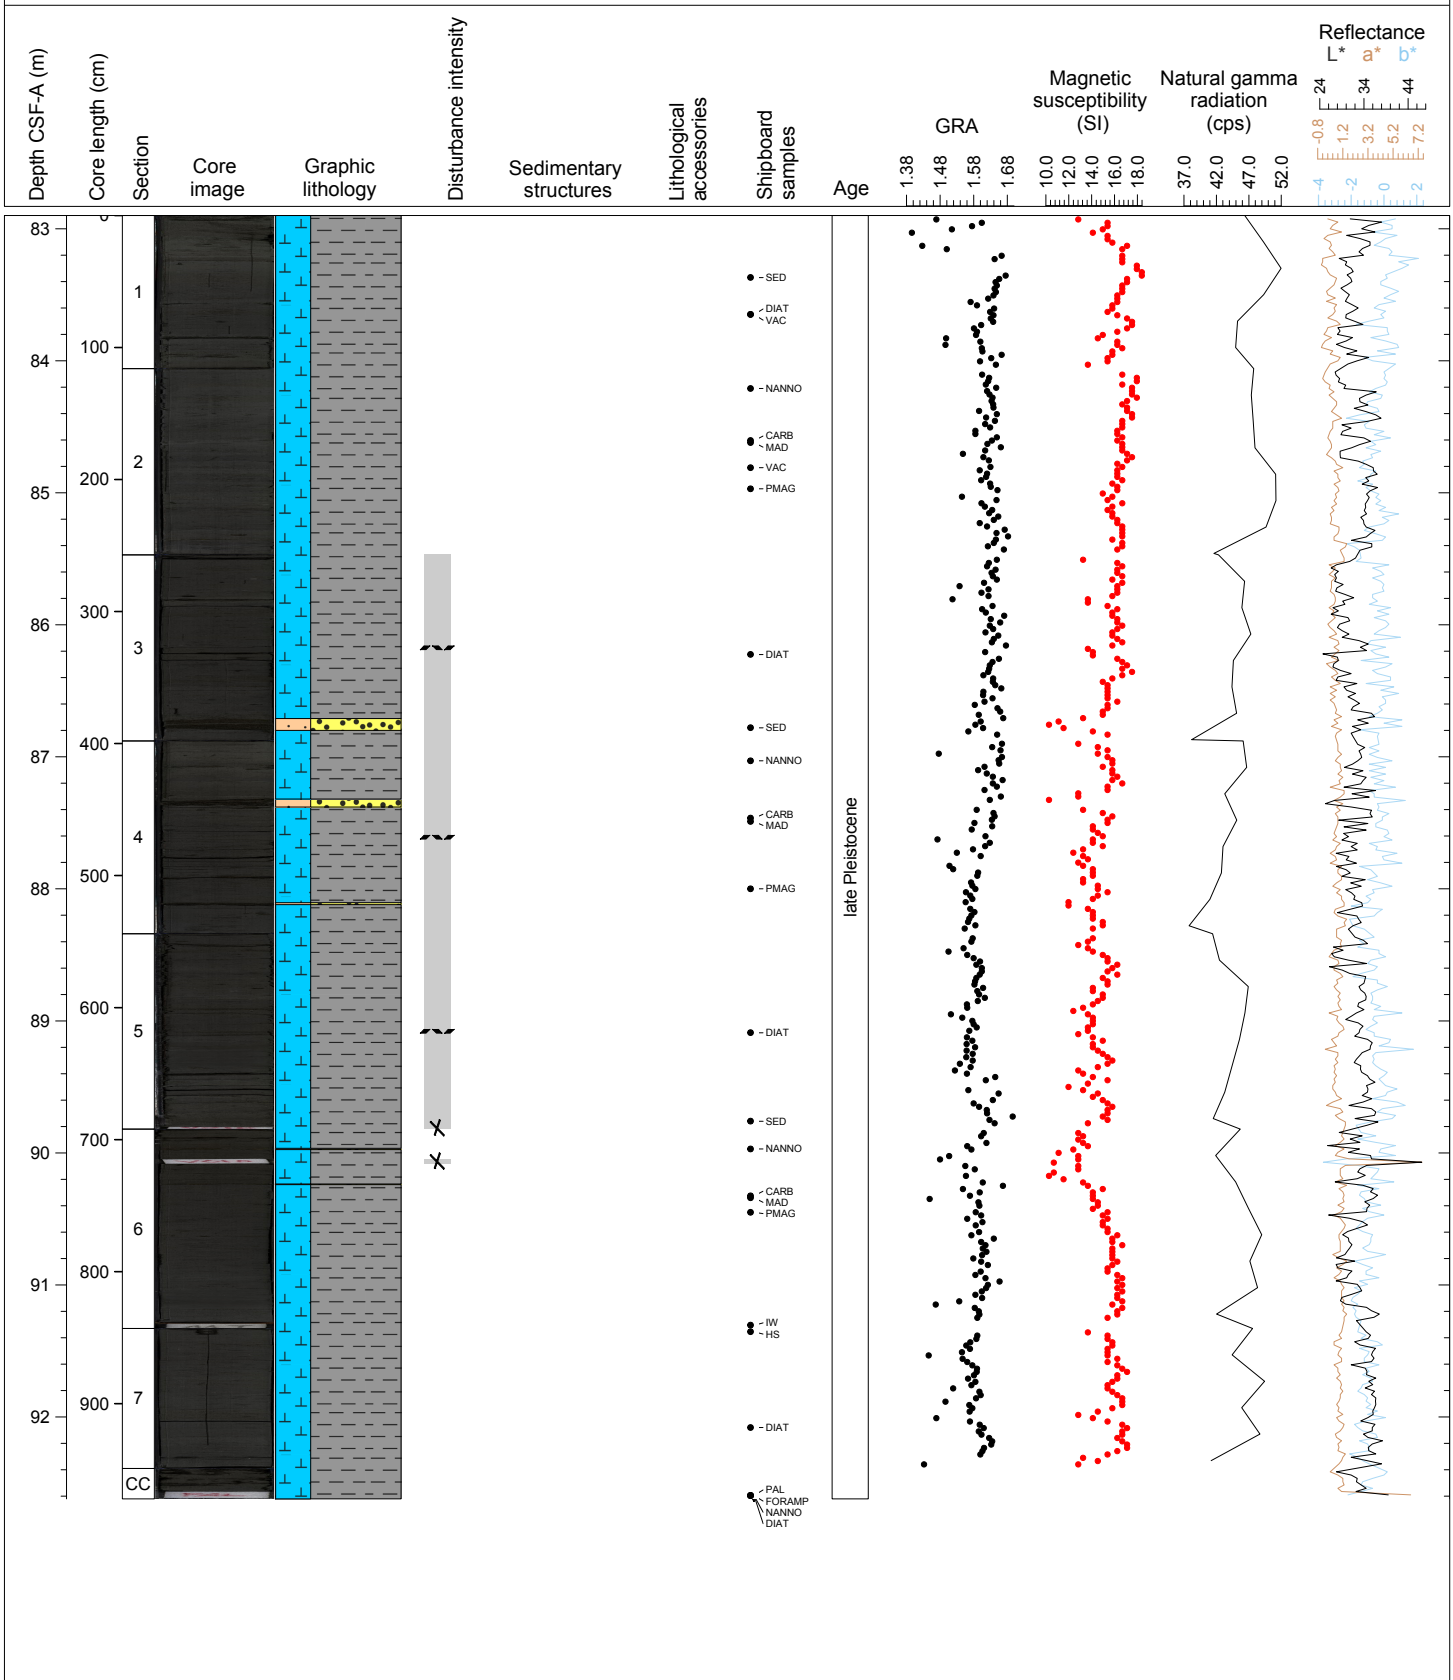 Depth CSF-A (m)
Core length (cm)
Section
Core
image
Graphic
lithology
Disturbance intensity
Sedimentary
structures
Lithological
accessories
Shipboard
samples
Age
GRA
1.38 1.48 1.58 1.68
Magnetic
susceptibility
(SI)
10.0 12.0 14.0 16.0 18.0
Natural gamma
radiation
(cps)
37.0 42.0 47.0 52.0
Reflectance
L* a* b*
24 34 44
-0.8 1.2 3.2 5.2 7.2
-4 -2 0 2
83
84
85
86
87
88
89
90
91
92
0
100
200
300
400
500
600
700
800
900
1
2
3
4
5
6
7
CC
SED
DIAT
VAC
NANNO
CARB
MAD
VAC
PMAG
DIAT
SED
NANNO
CARB
MAD
PMAG
DIAT
SED
NANNO
CARB
MAD
PMAG
IW
HS
DIAT
PAL
FORAMP
NANNO
DIAT
late Pleistocene